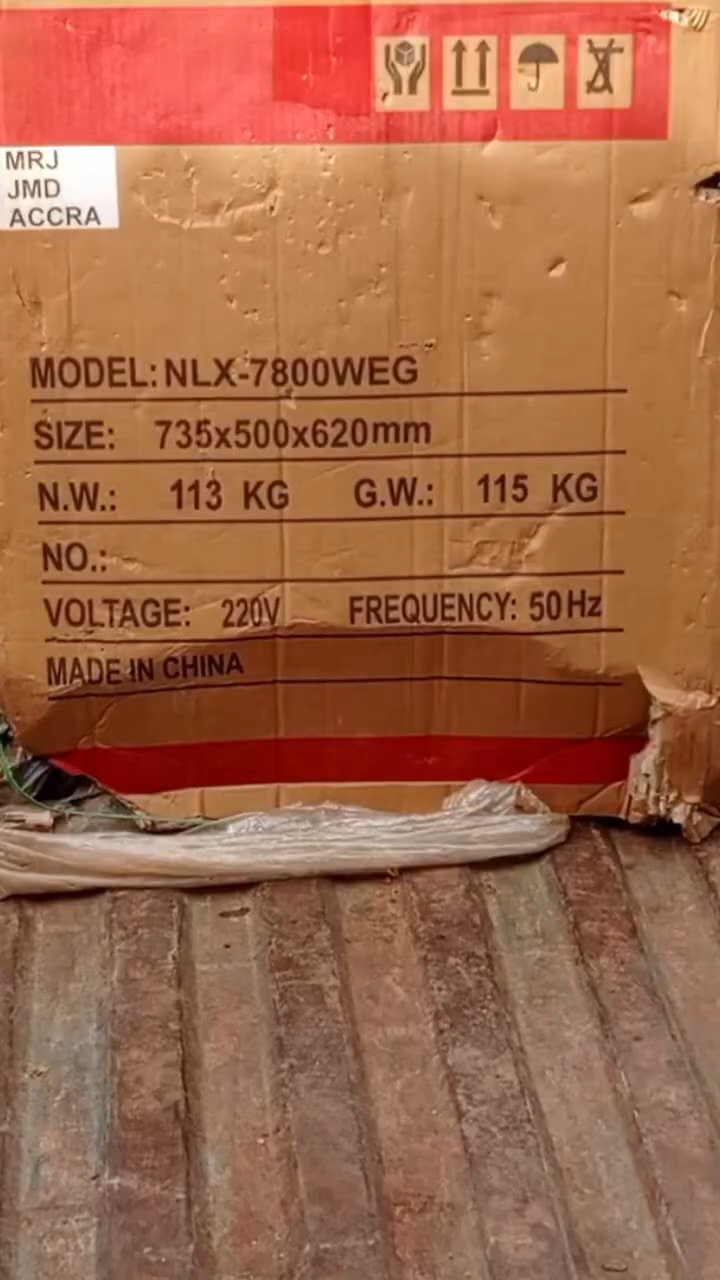 MRJ
JMD
ACCRA
MODEL: NLX-7800WEG
SIZE: 735x500x620mm
N.W.: 113 KG G.W.: 115 KG
NO.:
VOLTAGE: 220V FREQUENCY: 50Hz
MADE IN CHINA